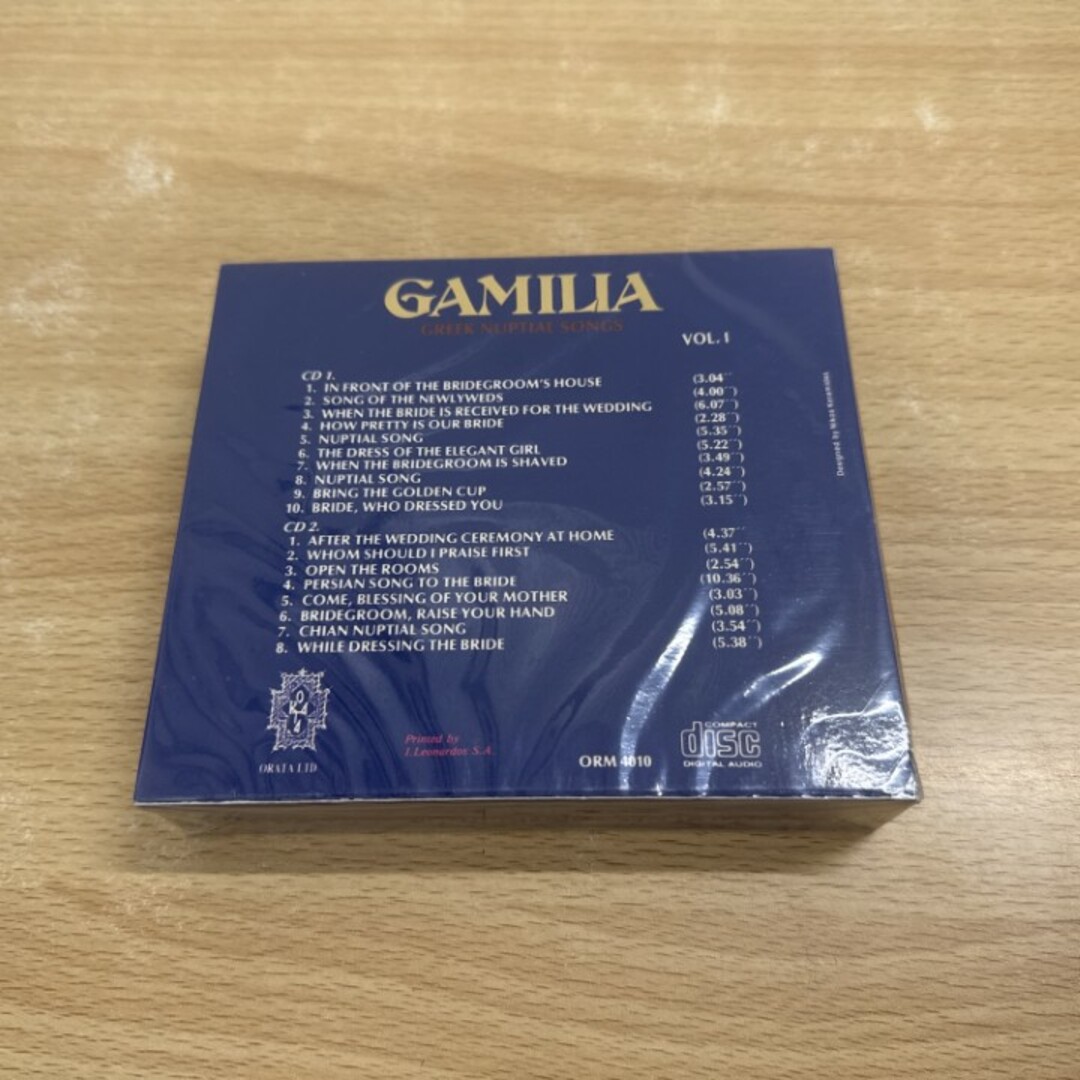 GAMILIA
GREEK NUPTIAL SONGS
VOL. I
CD 1.
1. IN FRONT OF THE BRIDEGROOM'S HOUSE (3.04´´
2. SONG OF THE NEWLYWEDS (4.00´´)
3. WHEN THE BRIDE IS RECEIVED FOR THE WEDDING (6.07´´)
4. HOW PRETTY IS OUR BRIDE (2.28´´)
5. NUPTIAL SONG (5.35´´)
6. THE DRESS OF THE ELEGANT GIRL (5.22´´)
7. WHEN THE BRIDEGROOM IS SHAVED (3.49´´)
8. NUPTIAL SONG (4.24´´)
9. BRING THE GOLDEN CUP (2.57´´)
10. BRIDE, WHO DRESSED YOU (3.15´´)
CD 2.
1. AFTER THE WEDDING CEREMONY AT HOME (4.37´´
2. WHOM SHOULD I PRAISE FIRST (5.41´´)
3. OPEN THE ROOMS (2.54´´)
4. PERSIAN SONG TO THE BRIDE (10.36´´)
5. COME, BLESSING OF YOUR MOTHER (3.03´´)
6. BRIDEGROOM, RAISE YOUR HAND (5.08´´)
7. CHIAN NUPTIAL SONG (3.54´´)
8. WHILE DRESSING THE BRIDE (5.38´´)
Designed by Nikos
ORATA LTD
Printed by
I. Leonardos S.A.
ORM 4010
COMPACT
disc
DIGITAL AUDIO